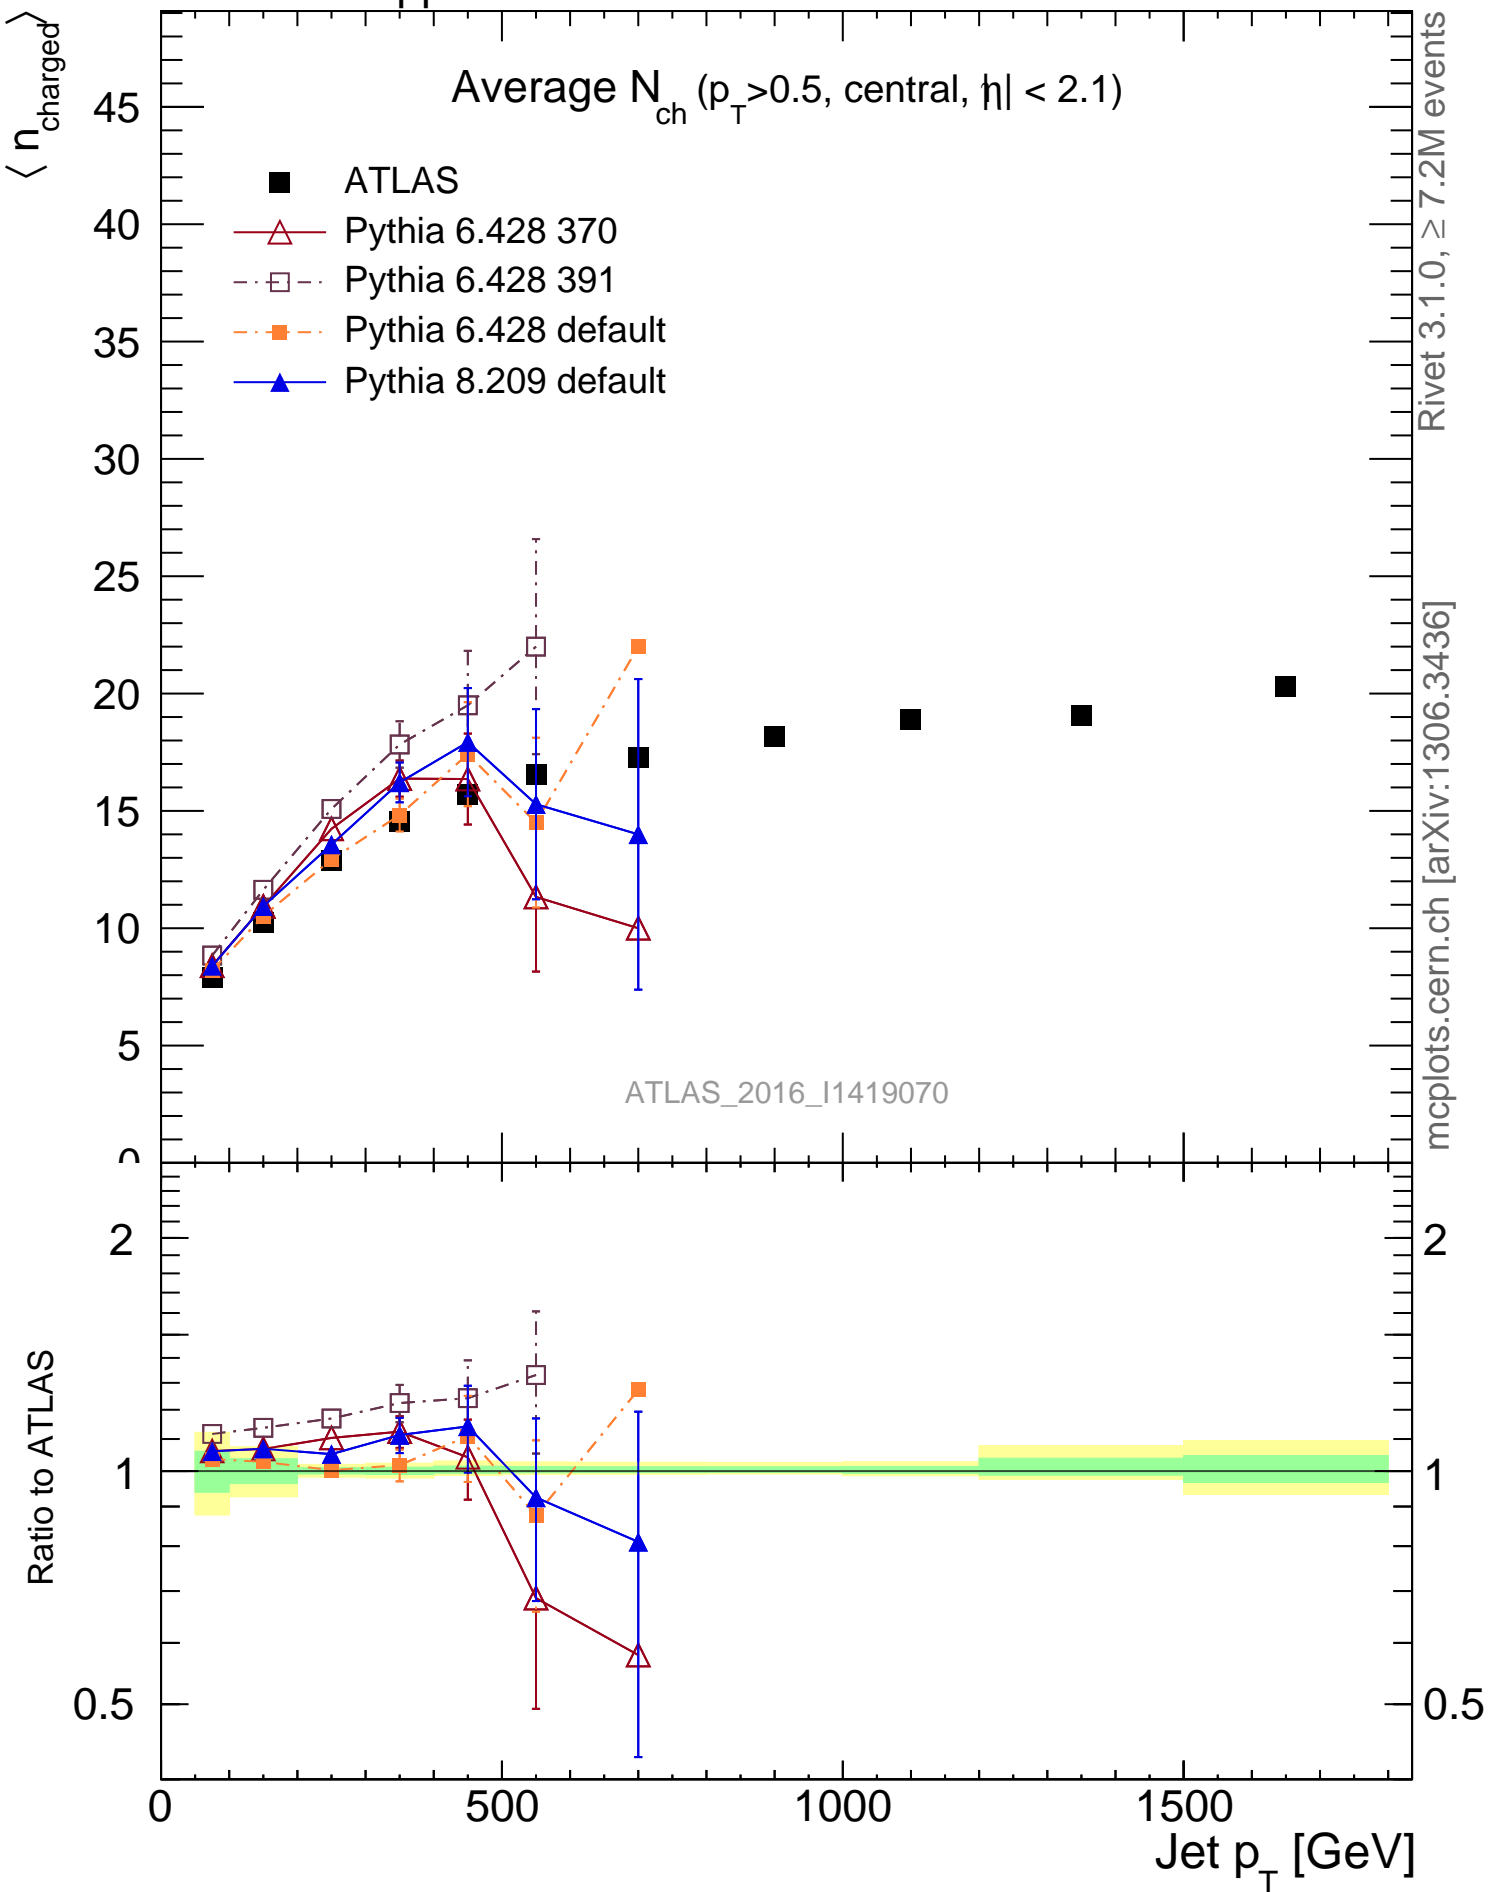 ⟨ n_charged ⟩
Average N_ch (p_T>0.5, central, |η| < 2.1)
ATLAS
Pythia 6.428 370
Pythia 6.428 391
Pythia 6.428 default
Pythia 8.209 default
45
40
35
30
25
20
15
10
5
0
ATLAS_2016_I1419070
Rivet 3.1.0, ≥ 7.2M events
mcplots.cern.ch [arXiv:1306.3436]
Ratio to ATLAS
2
1
0.5
2
1
0.5
0 500 1000 1500
Jet p_T [GeV]